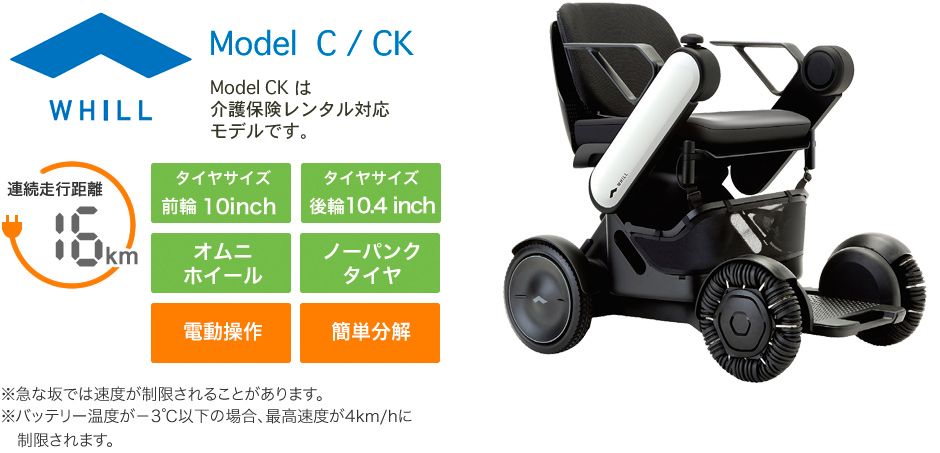 WHILL
Model C / CK
Model CK は
介護保険レンタル対応
モデルです。
連続走行距離
16km
タイヤサイズ
前輪 10inch
タイヤサイズ
後輪10.4 inch
オムニ
ホイール
ノーパンク
タイヤ
電動操作
簡単分解
※急な坂では速度が制限されることがあります。
※バッテリー温度が－3℃以下の場合、最高速度が4km/hに
制限されます。
WHILL